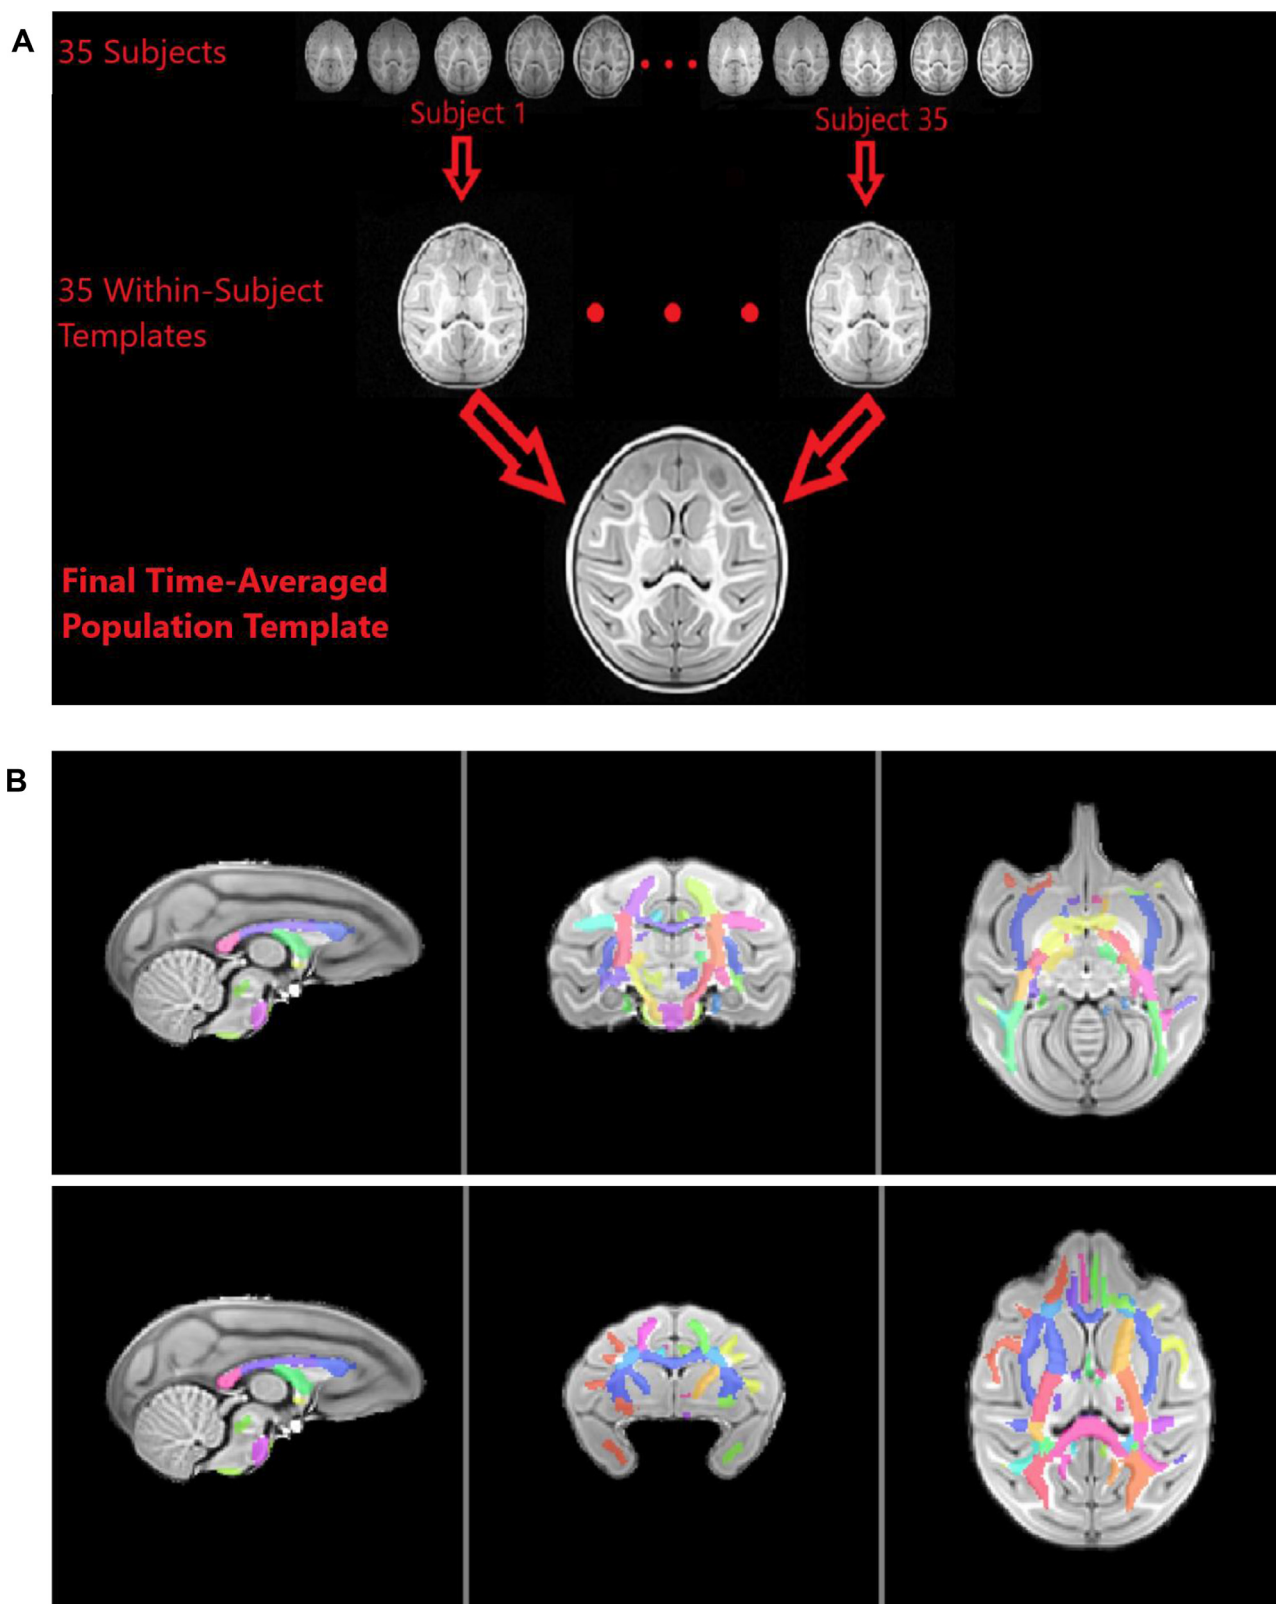 A
35 Subjects
Subject 1
Subject 35
35 Within-Subject
Templates
Final Time-Averaged
Population Template
B